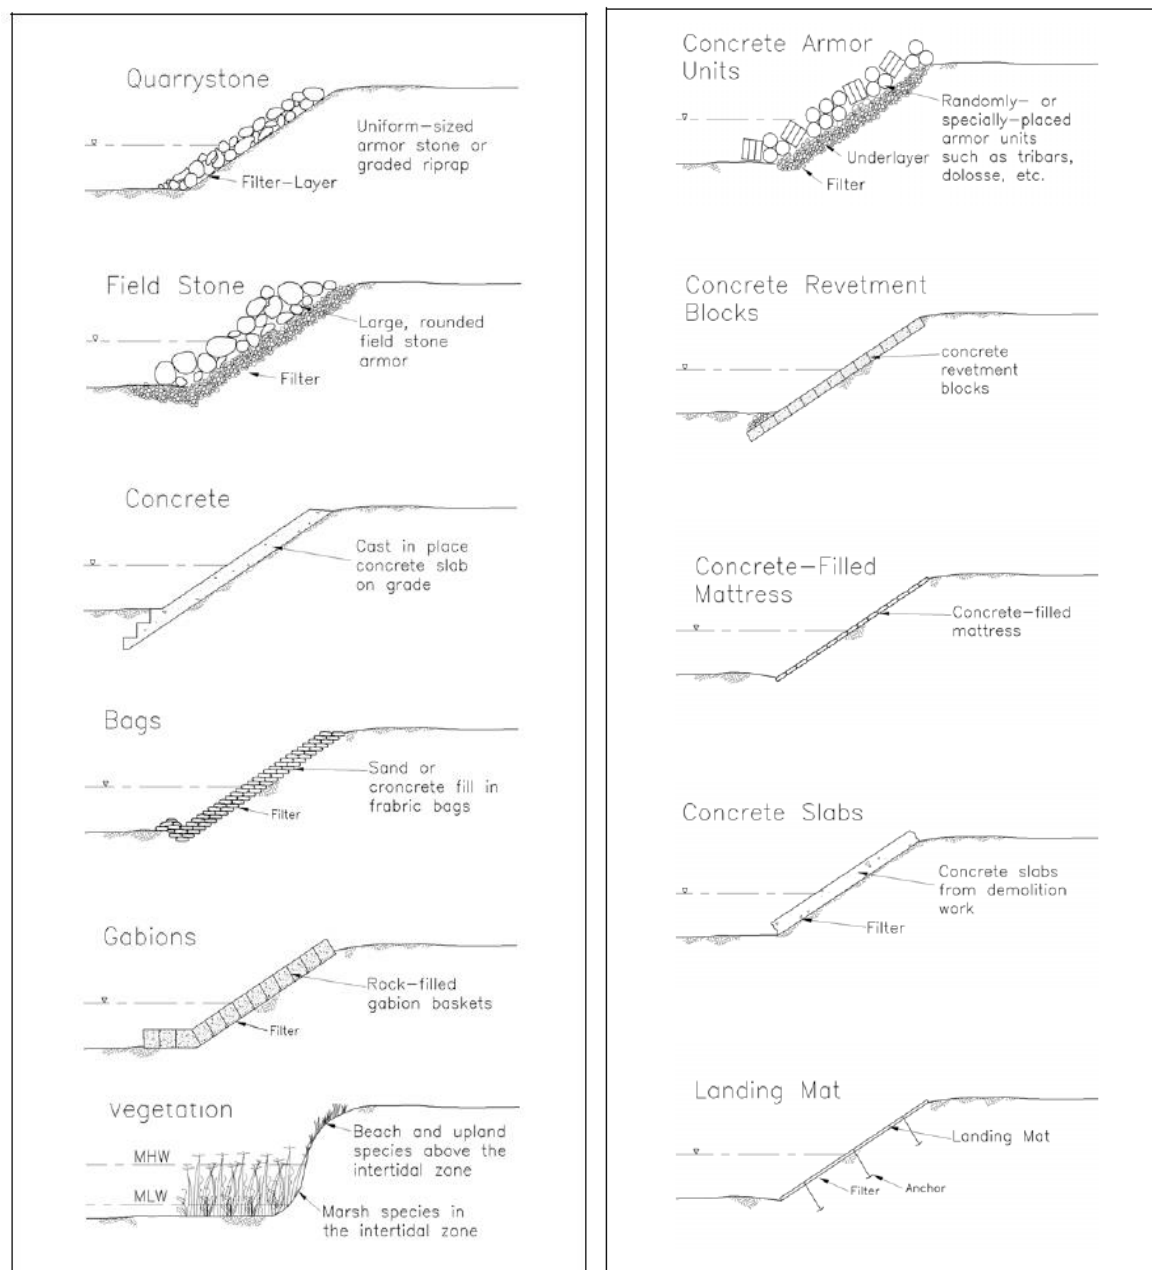 Quarrystone
Uniform-sized
armor stone or
graded riprap
Filter-Layer
Field Stone
Large, rounded
field stone
armor
Filter
Concrete
Cast in place
concrete slab
on grade
Bags
Sand or
croncrete fill in
frabric bags
Filter
Gabions
Rock-filled
gabion baskets
Filter
Vegetation
MHW
MLW
Beach and upland
species above the
intertidal zone
Marsh species in
the intertidal zone
Concrete Armor
Units
Randomly- or
specially-placed
armor units
such as tribars,
dolosse, etc.
Underlayer
Filter
Concrete Revetment
Blocks
concrete
revetment
blocks
Concrete-Filled
Mattress
Concrete-filled
mattress
Concrete Slabs
Concrete slabs
from demolition
work
Filter
Landing Mat
Landing Mat
Anchor
Filter